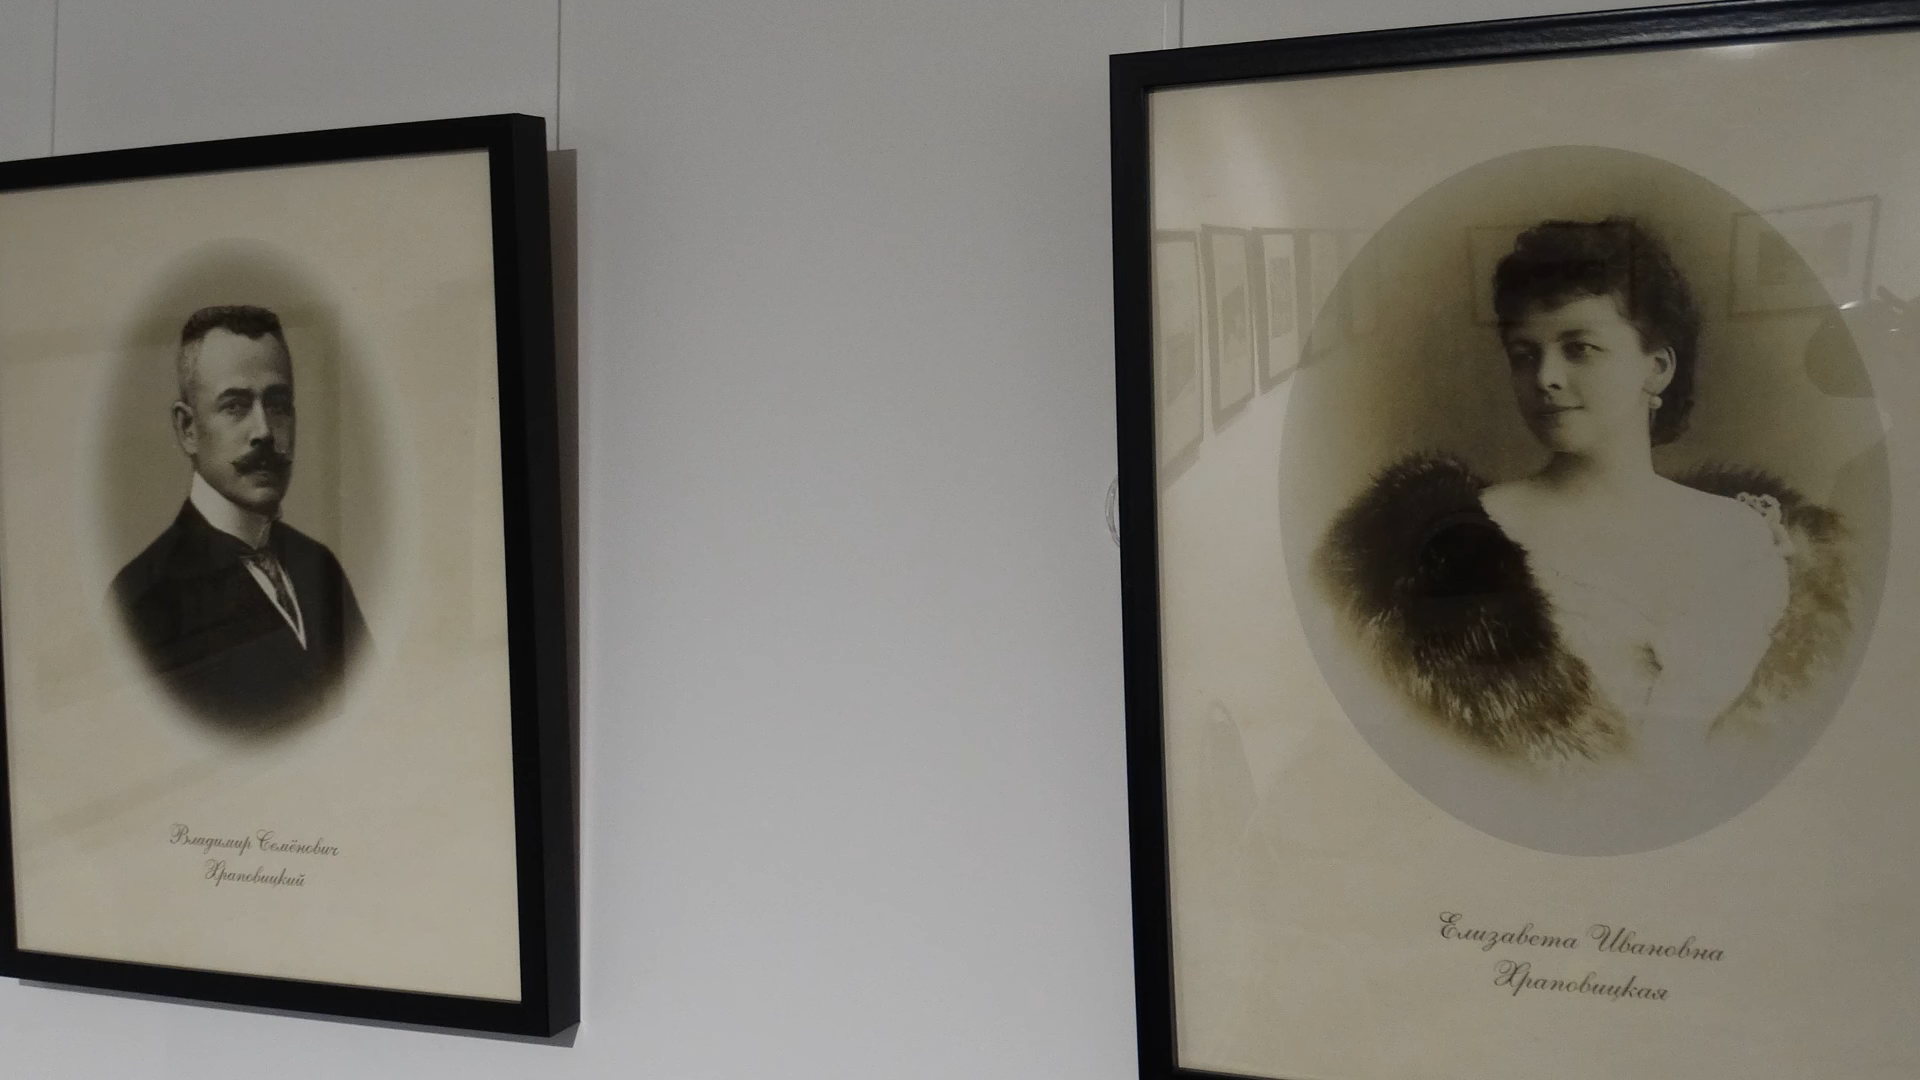 Владимир Семёнович
Храповицкий
Елизавета Ивановна
Храповицкая